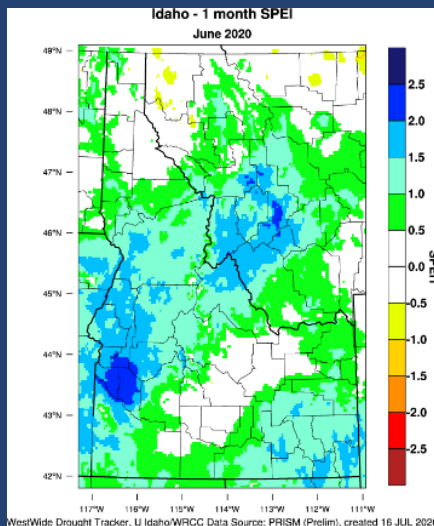 Idaho - 1 month SPEI
June 2020
49°N
48°N
47°N
46°N
45°N
44°N
43°N
42°N
117°W 116°W 115°W 114°W 113°W 112°W 111°W
2.5
2.0
1.5
1.0
0.5
0.0
-0.5
-1.0
-1.5
-2.0
-2.5
SPEI
WestWide Drought Tracker, U Idaho/WRCC Data Source: PRISM (Prelim), created 16 JUL 2020